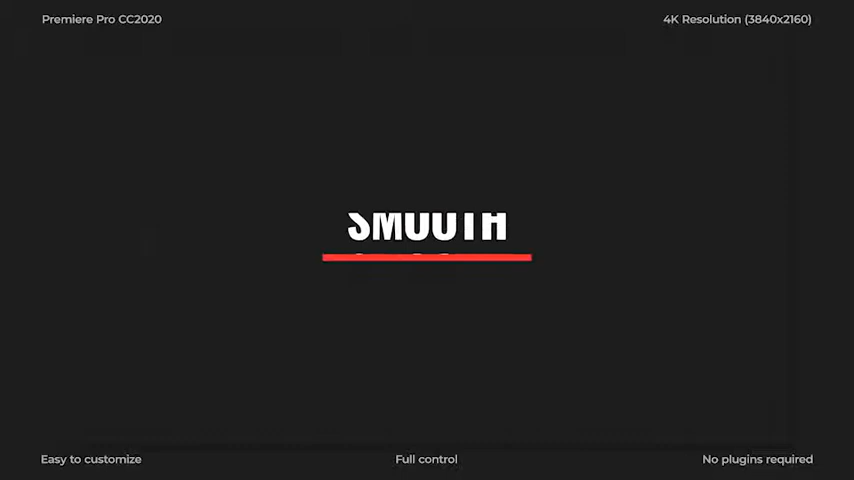 Premiere Pro CC2020
4K Resolution (3840x2160)
SMOOTH
Easy to customize
Full control
No plugins required